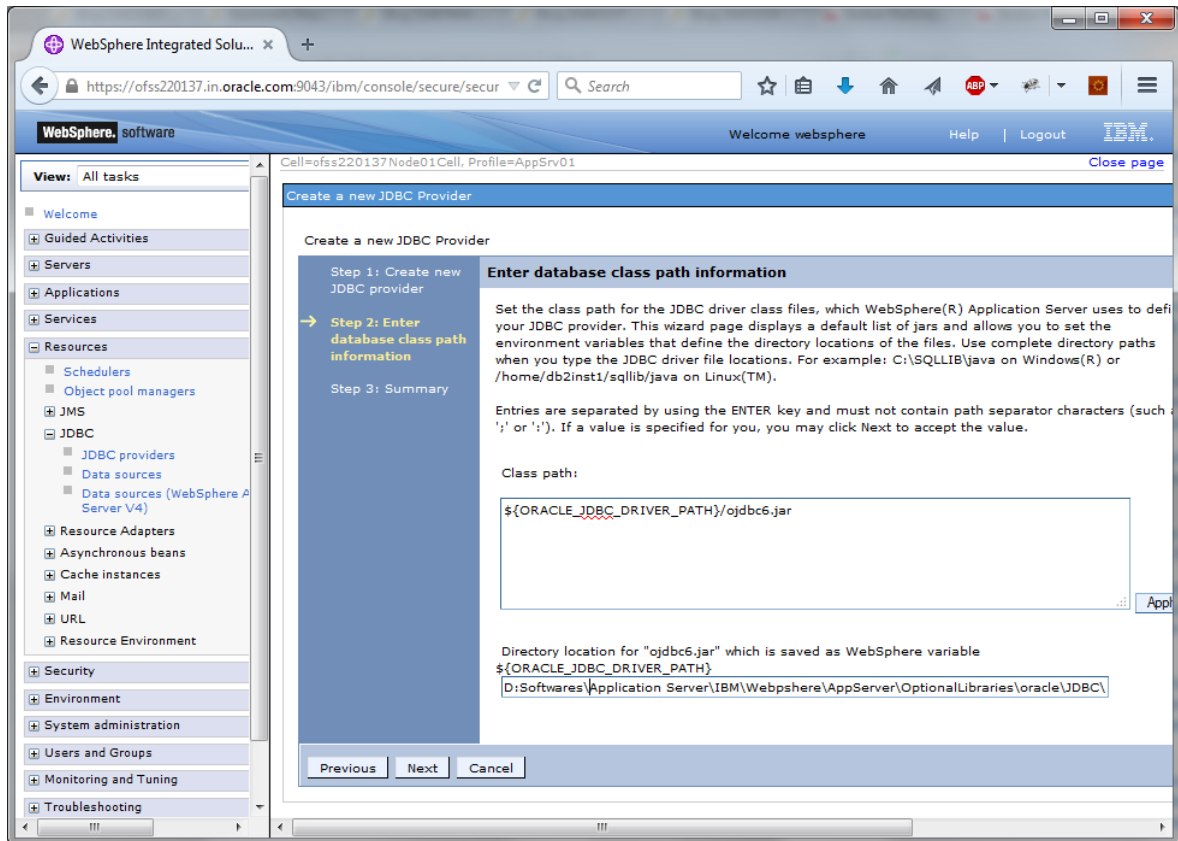 WebSphere Integrated Solu... ×
https://ofss220137.in.oracle.com:9043/ibm/console/secure/secur
Search
ABP
WebSphere. software
Welcome websphere
Help | Logout
IBM.
View: All tasks
Welcome
Guided Activities
Servers
Applications
Services
Resources
Schedulers
Object pool managers
JMS
JDBC
JDBC providers
Data sources
Data sources (WebSphere A
Server V4)
Resource Adapters
Asynchronous beans
Cache instances
Mail
URL
Resource Environment
Security
Environment
System administration
Users and Groups
Monitoring and Tuning
Troubleshooting
Cell=ofss220137Node01Cell, Profile=AppSrv01
Close page
Create a new JDBC Provider
Create a new JDBC Provider
Step 1: Create new
JDBC provider
Step 2: Enter
database class path
information
Step 3: Summary
Enter database class path information
Set the class path for the JDBC driver class files, which WebSphere(R) Application Server uses to defi
your JDBC provider. This wizard page displays a default list of jars and allows you to set the
environment variables that define the directory locations of the files. Use complete directory paths
when you type the JDBC driver file locations. For example: C:\SQLLIB\java on Windows(R) or
/home/db2inst1/sqllib/java on Linux(TM).
Entries are separated by using the ENTER key and must not contain path separator characters (such a
';' or ':'). If a value is specified for you, you may click Next to accept the value.
Class path:
${ORACLE_JDBC_DRIVER_PATH}/ojdbc6.jar
Appl
Directory location for "ojdbc6.jar" which is saved as WebSphere variable
${ORACLE_JDBC_DRIVER_PATH}
D:Softwares\Application Server\IBM\Webpshere\AppServer\OptionalLibraries\oracle\JDBC\
Previous
Next
Cancel